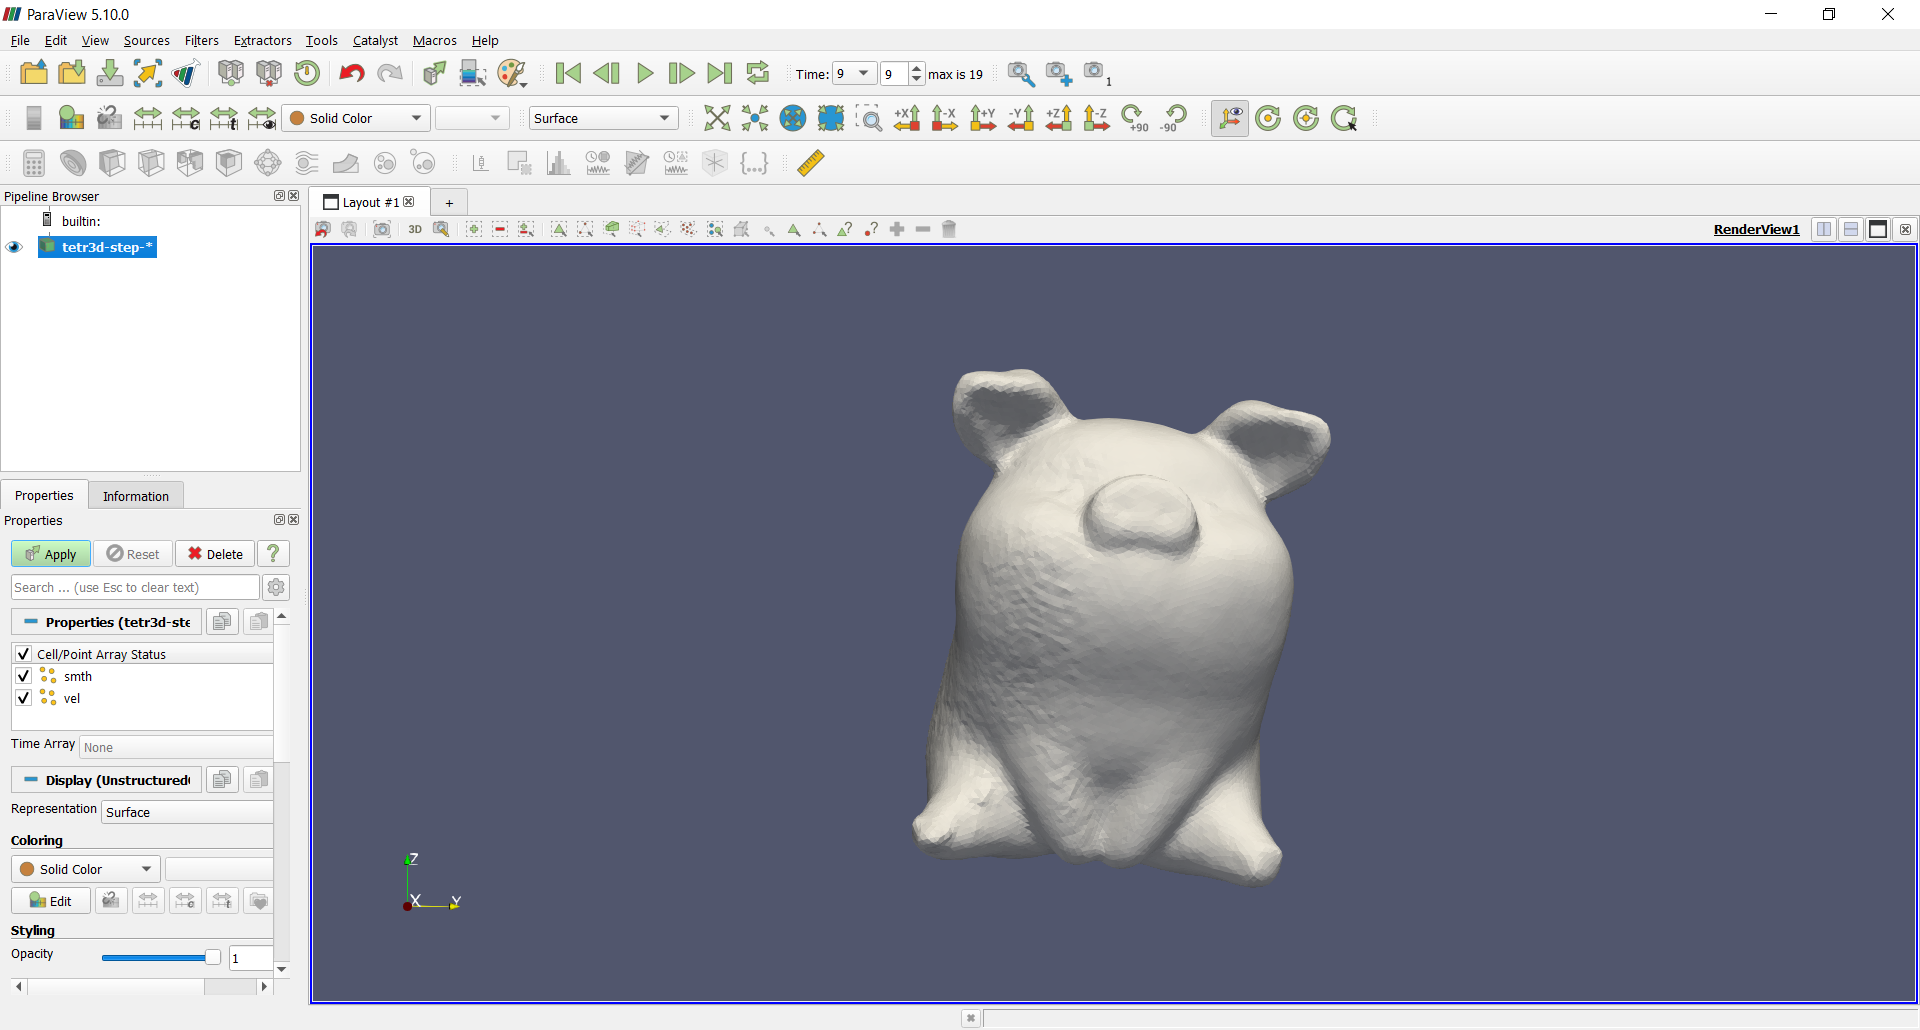 ParaView 5.10.0
File Edit View Sources Filters Extractors Tools Catalyst Macros Help
Time: 9 9 max is 19 1
Solid Color Surface +X -X +Y -Y +Z -Z +90 -90
Pipeline Browser
builtin:
tetr3d-step-*
Layout #1 +
3D RenderView1
Properties Information
Properties
Apply Reset Delete ?
Search ... (use Esc to clear text)
Properties (tetr3d-ste
Cell/Point Array Status
smth
vel
Time Array None
Display (Unstructured
Representation Surface
Coloring
Solid Color
Edit
Styling
Opacity 1
Z
X Y